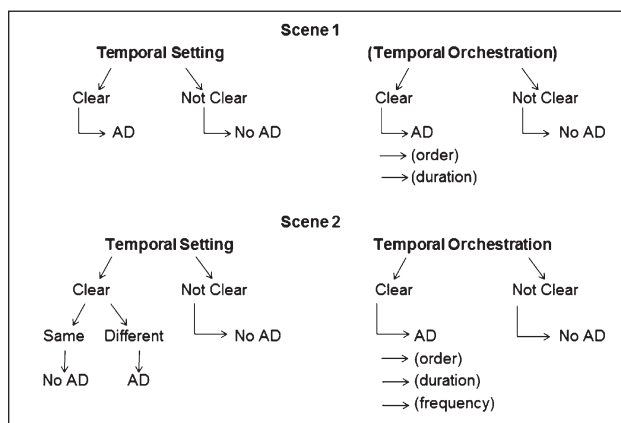 Scene 1
Temporal Setting (Temporal Orchestration)
Clear Not Clear Clear Not Clear
AD No AD AD No AD
(order)
(duration)
Scene 2
Temporal Setting Temporal Orchestration
Clear Not Clear Clear Not Clear
Same Different No AD AD No AD
(order)
No AD AD (duration)
(frequency)